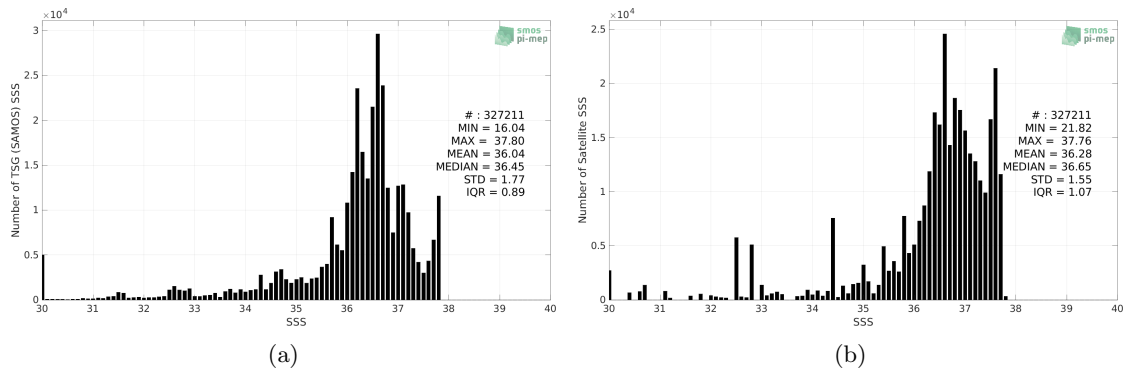 ×10⁴
3
2.5
2
1.5
1
0.5
0
Number of TSG (SAMOS) SSS
30 31 32 33 34 35 36 37 38 39 40
SSS
smos
pi-mep
# : 327211
MIN = 16.04
MAX = 37.80
MEAN = 36.04
MEDIAN = 36.45
STD = 1.77
IQR = 0.89
(a)
×10⁴
2.5
2
1.5
1
0.5
0
Number of Satellite SSS
30 31 32 33 34 35 36 37 38 39 40
SSS
smos
pi-mep
# : 327211
MIN = 21.82
MAX = 37.76
MEAN = 36.28
MEDIAN = 36.65
STD = 1.55
IQR = 1.07
(b)